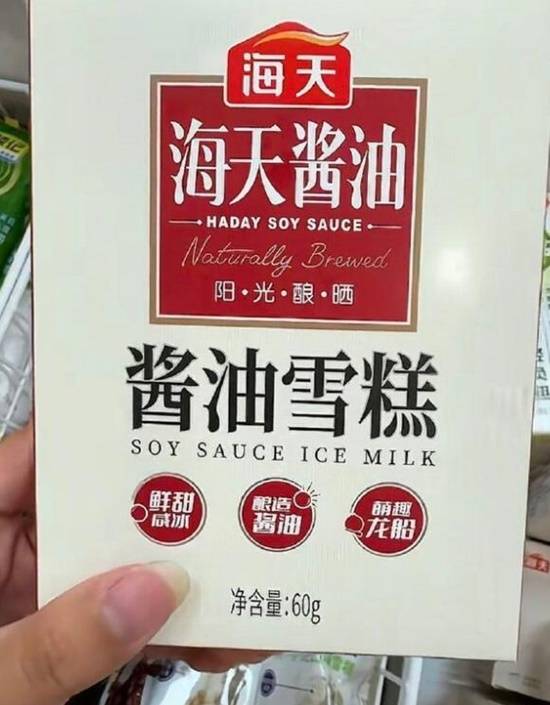 海天
海天酱油
HADAY SOY SAUCE
Naturally Brewed
阳·光·酿·晒
酱油雪糕
SOY SAUCE ICE MILK
鲜甜
咸冰
酿造
酱油
萌趣
龙船
净含量:60g
海天